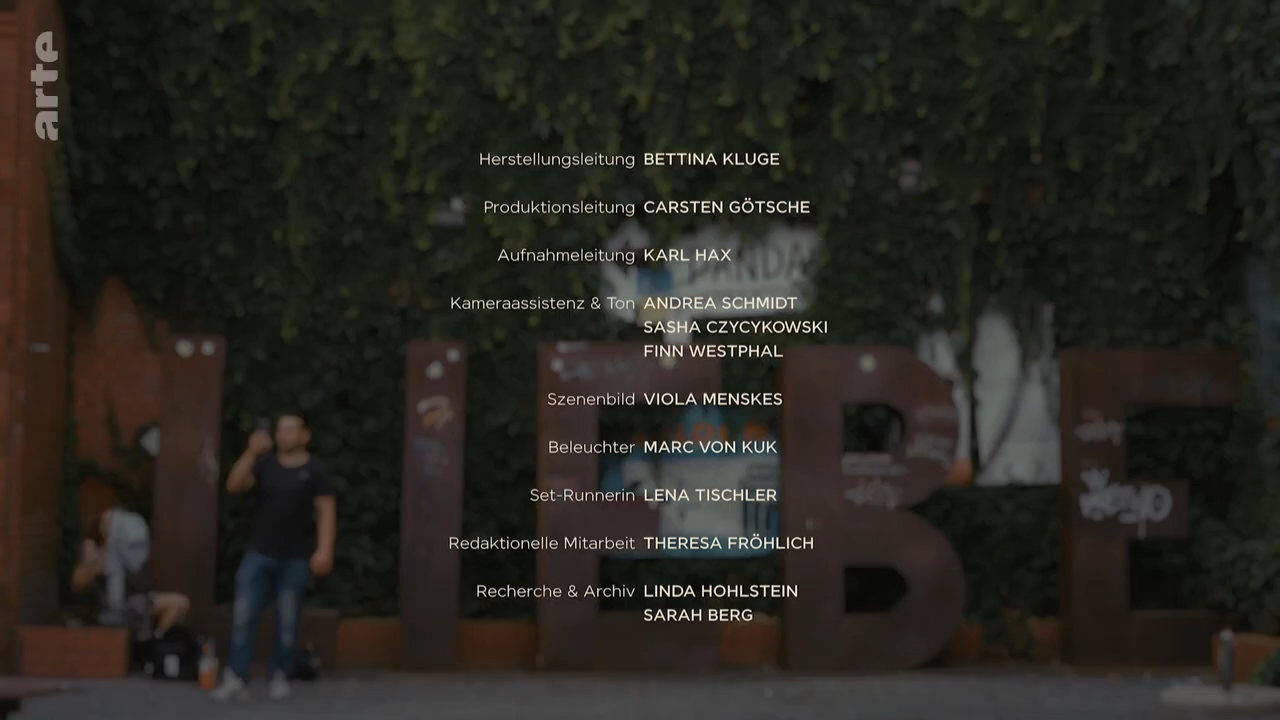 arte
Herstellungsleitung BETTINA KLUGE
Produktionsleitung CARSTEN GÖTSCHE
Aufnahmeleitung KARL HAX
Kameraassistenz & Ton ANDREA SCHMIDT
SASHA CZYCYKOWSKI
FINN WESTPHAL
Szenenbild VIOLA MENSKES
Beleuchter MARC VON KUK
Set-Runnerin LENA TISCHLER
Redaktionelle Mitarbeit THERESA FRÖHLICH
Recherche & Archiv LINDA HOHLSTEIN
SARAH BERG
PANDA
LIEBE